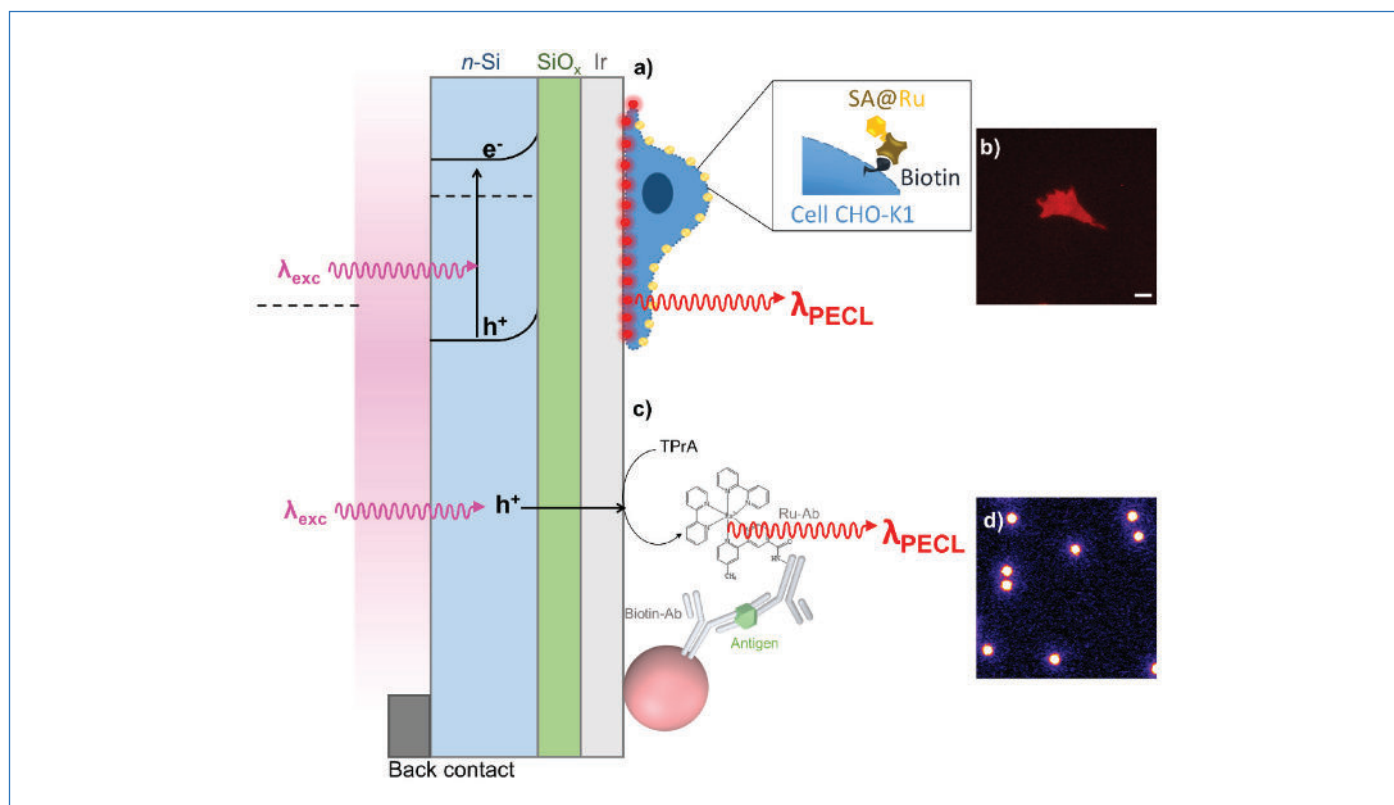 n-Si
SiOx
Ir
a)
e-
h+
λexc
λPECL
SA@Ru
Biotin
Cell CHO-K1
b)
c)
TPrA
λexc
h+
Ru-Ab
λPECL
CH3
Biotin-Ab
Antigen
d)
Back contact